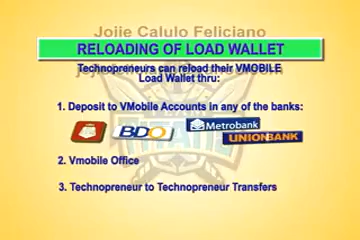 Jojie Calulo Feliciano
RELOADING OF LOAD WALLET
Technopreneurs can reload their VMOBILE
Load Wallet thru:
1. Deposit to VMobile Accounts in any of the banks:
BDO
Metrobank
UNIONBANK
2. Vmobile Office
3. Technopreneur to Technopreneur Transfers